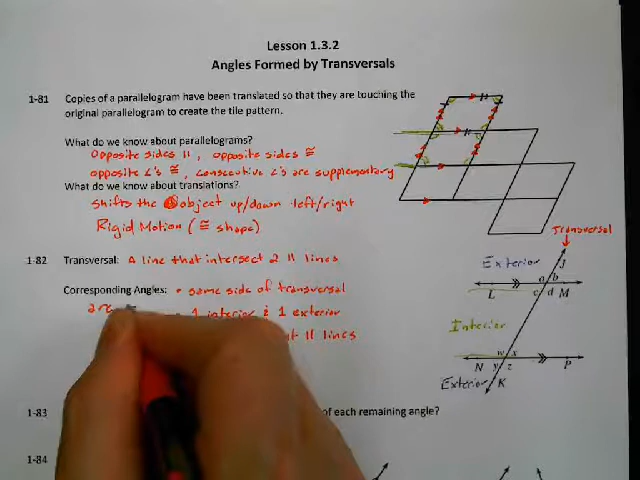 Lesson 1.3.2
Angles Formed by Transversals
1-81 Copies of a parallelogram have been translated so that they are touching the
original parallelogram to create the tile pattern.
What do we know about parallelograms?
Opposite sides ||, opposite sides ≅
opposite ∠'s ≅, consecutive ∠'s are supplementary
What do we know about translations?
Shifts the object up/down left/right
Rigid Motion (≅ shape)
Transversal
1-82 Transversal: A line that intersect 2 || lines
Exterior
J
a b
L M
c d
Corresponding Angles: • same side of transversal
are ≅
1 interior & 1 exterior
Interior
|| lines
w x
N y z P
Exterior K
1-83 of each remaining angle?
1-84